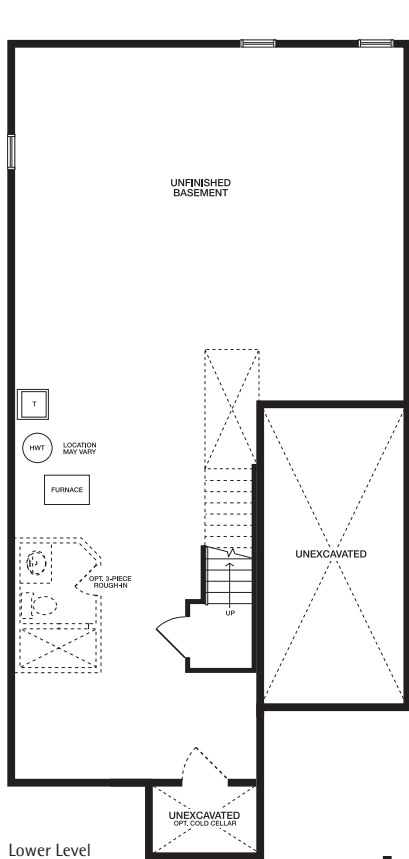 UNFINISHED
BASEMENT
T
HWT
LOCATION
MAY VARY
FURNACE
OPT. 3-PIECE
ROUGH-IN
UNEXCAVATED
UP
UNEXCAVATED
OPT. COLD CELLAR
Lower Level